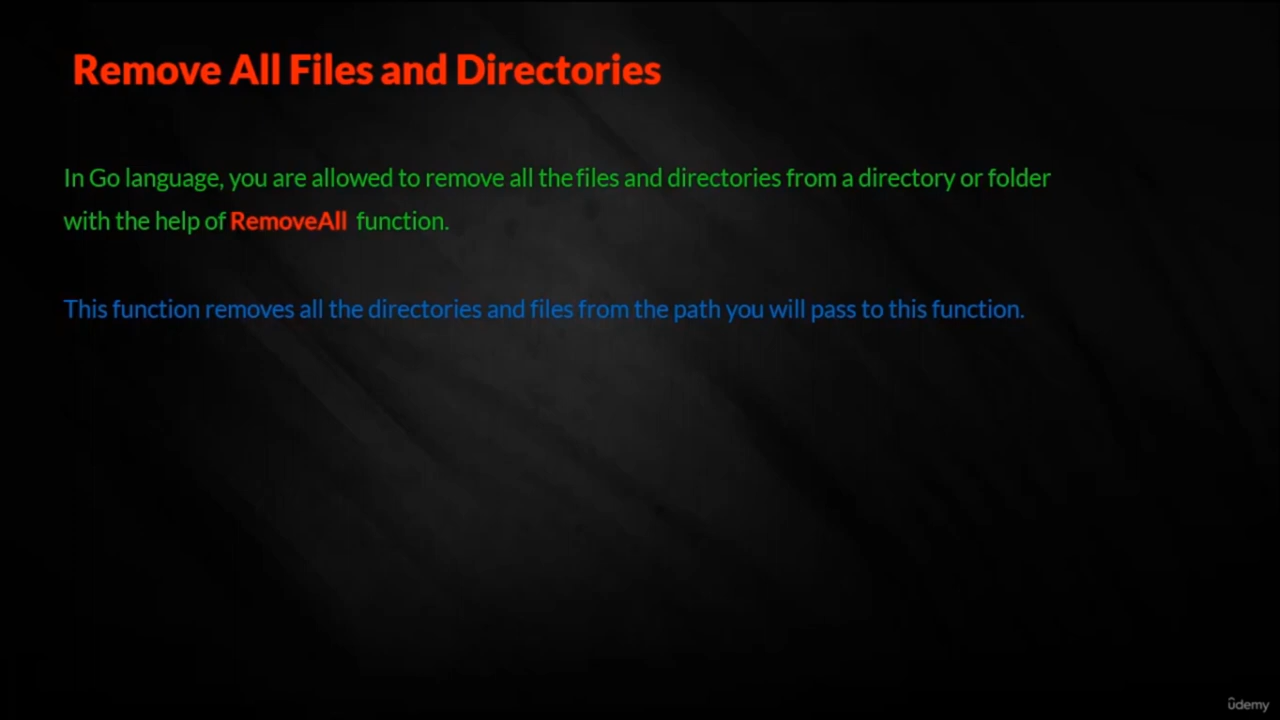 Remove All Files and Directories
In Go language, you are allowed to remove all the files and directories from a directory or folder
with the help of RemoveAll function.
This function removes all the directories and files from the path you will pass to this function.
ûdemy